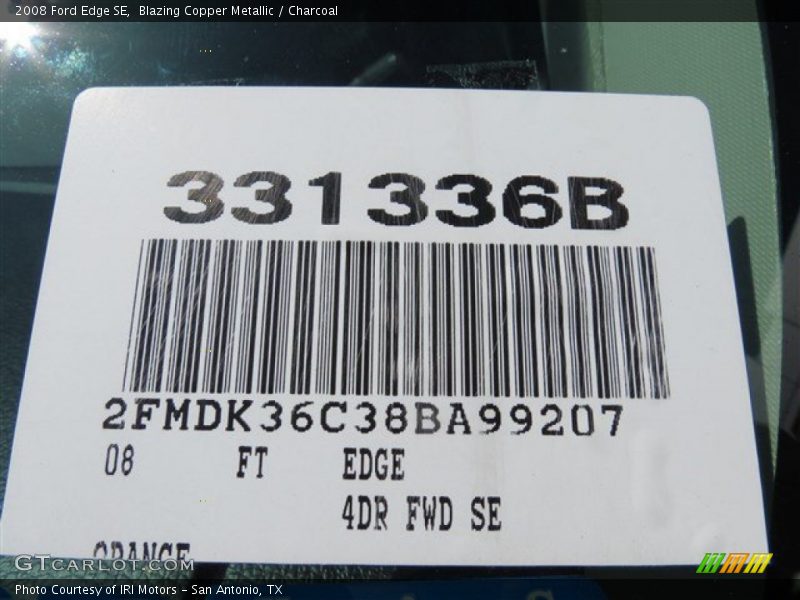 2008 Ford Edge SE, Blazing Copper Metallic / Charcoal
331336B
2FMDK36C38BA99207
08 FT EDGE
4DR FWD SE
ORANGE
GTCARLOT.COM
Photo Courtesy of IRI Motors - San Antonio, TX